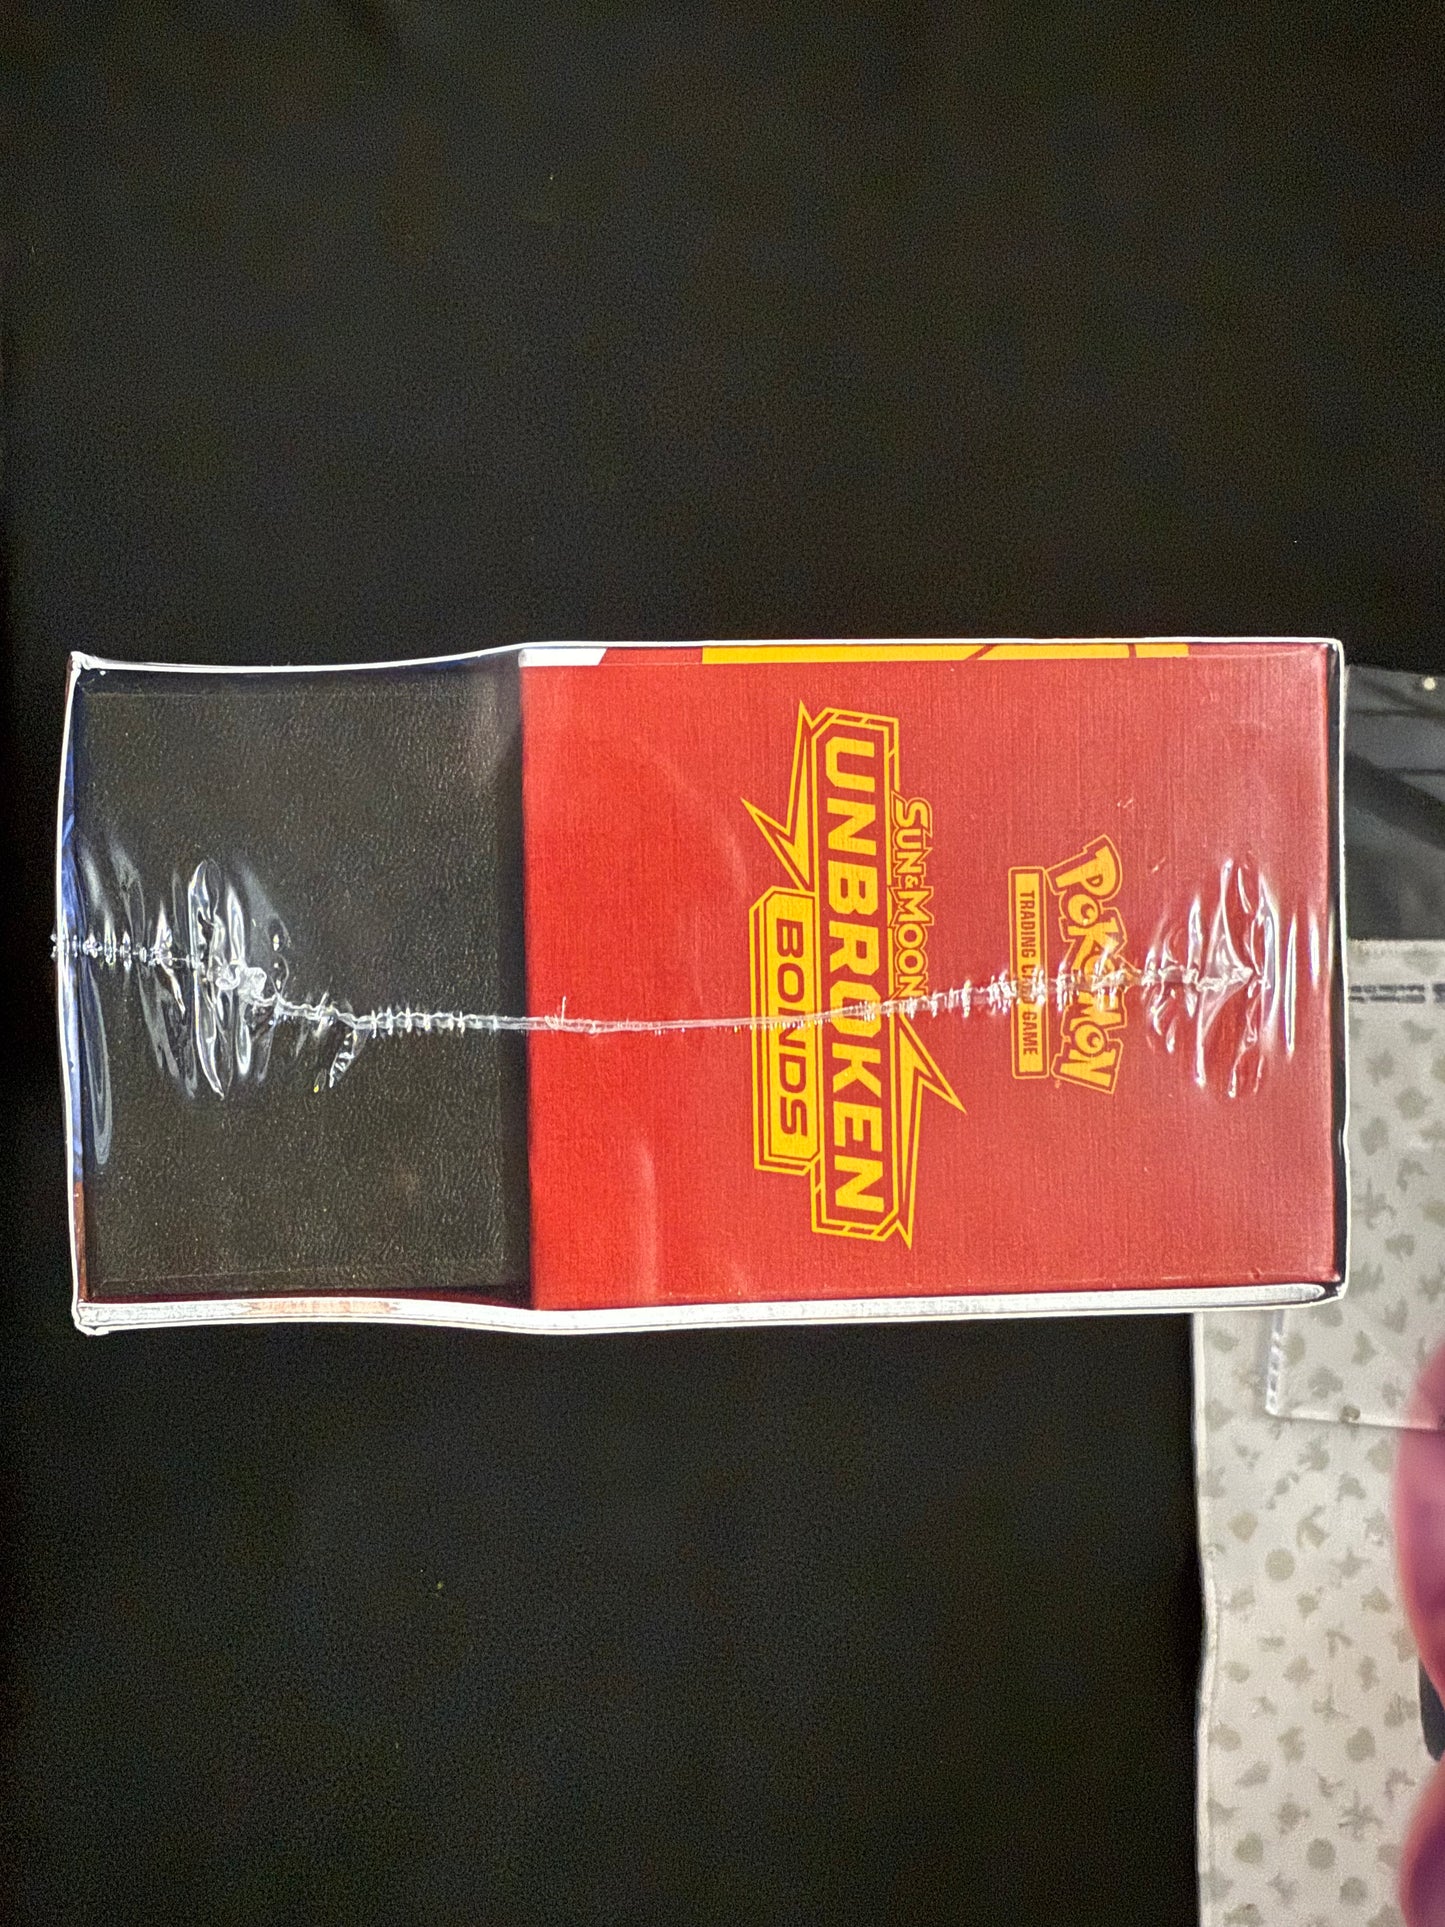 POKéMON
TRADING CARD GAME
SUN & MOON
UNBROKEN
BONDS